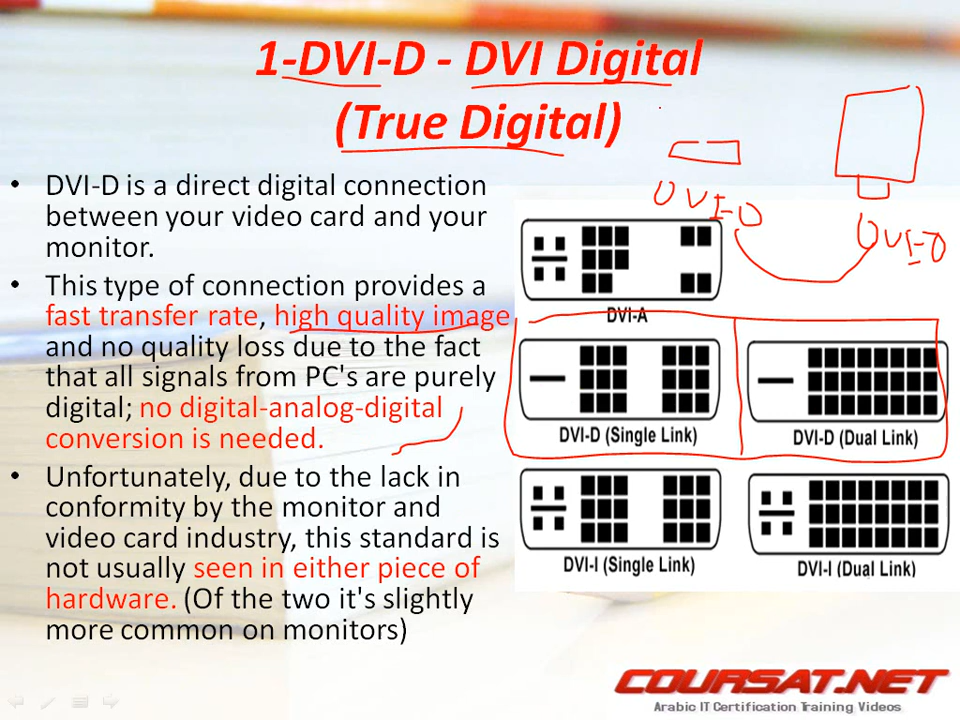 1-DVI-D - DVI Digital
(True Digital)
• DVI-D is a direct digital connection
between your video card and your
monitor.
• This type of connection provides a
fast transfer rate, high quality image
and no quality loss due to the fact
that all signals from PC's are purely
digital; no digital-analog-digital
conversion is needed.
• Unfortunately, due to the lack in
conformity by the monitor and
video card industry, this standard is
not usually seen in either piece of
hardware. (Of the two it's slightly
more common on monitors)
DVI-D
DVI-D
DVI-A
DVI-D (Single Link)
DVI-D (Dual Link)
DVI-I (Single Link)
DVI-I (Dual Link)
COURSAT.NET
Arabic IT Certification Training Videos